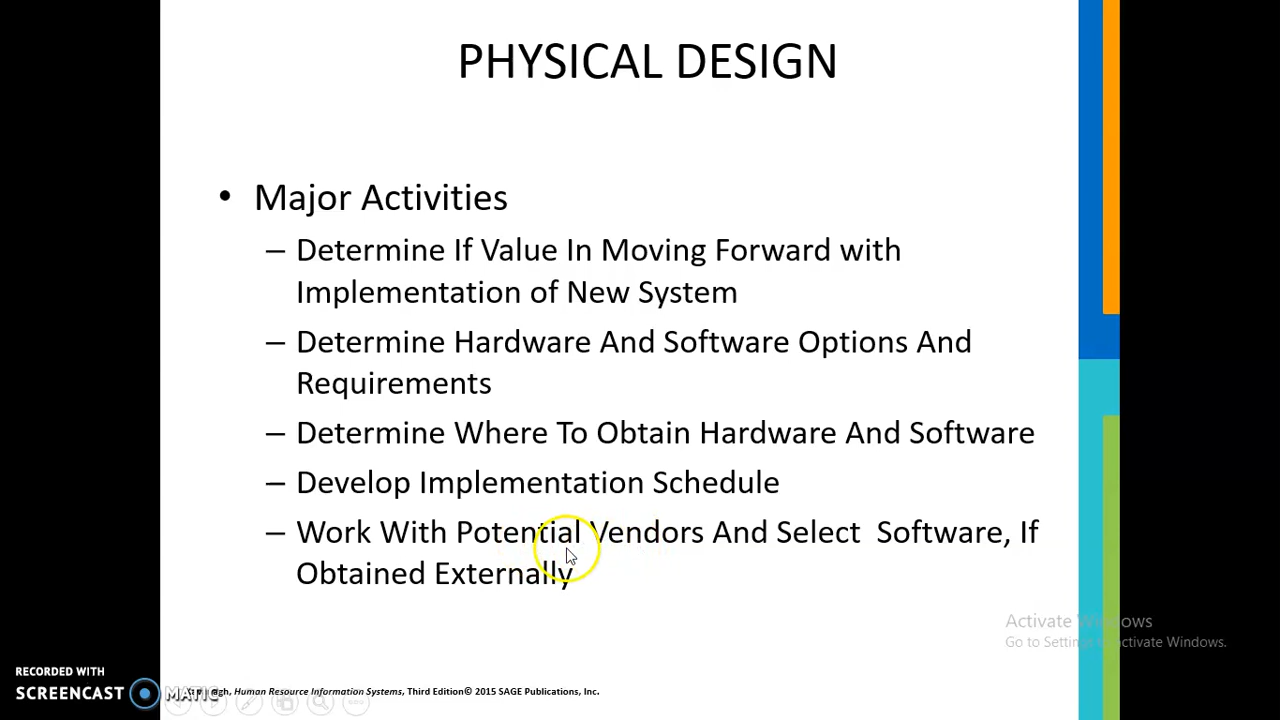 PHYSICAL DESIGN
• Major Activities
– Determine If Value In Moving Forward with
Implementation of New System
– Determine Hardware And Software Options And
Requirements
– Determine Where To Obtain Hardware And Software
– Develop Implementation Schedule
– Work With Potential Vendors And Select Software, If
Obtained Externally
Activate Windows
Go to Settings to activate Windows.
RECORDED WITH
SCREENCAST MATIC
Human Resource Information Systems, Third Edition© 2015 SAGE Publications, Inc.